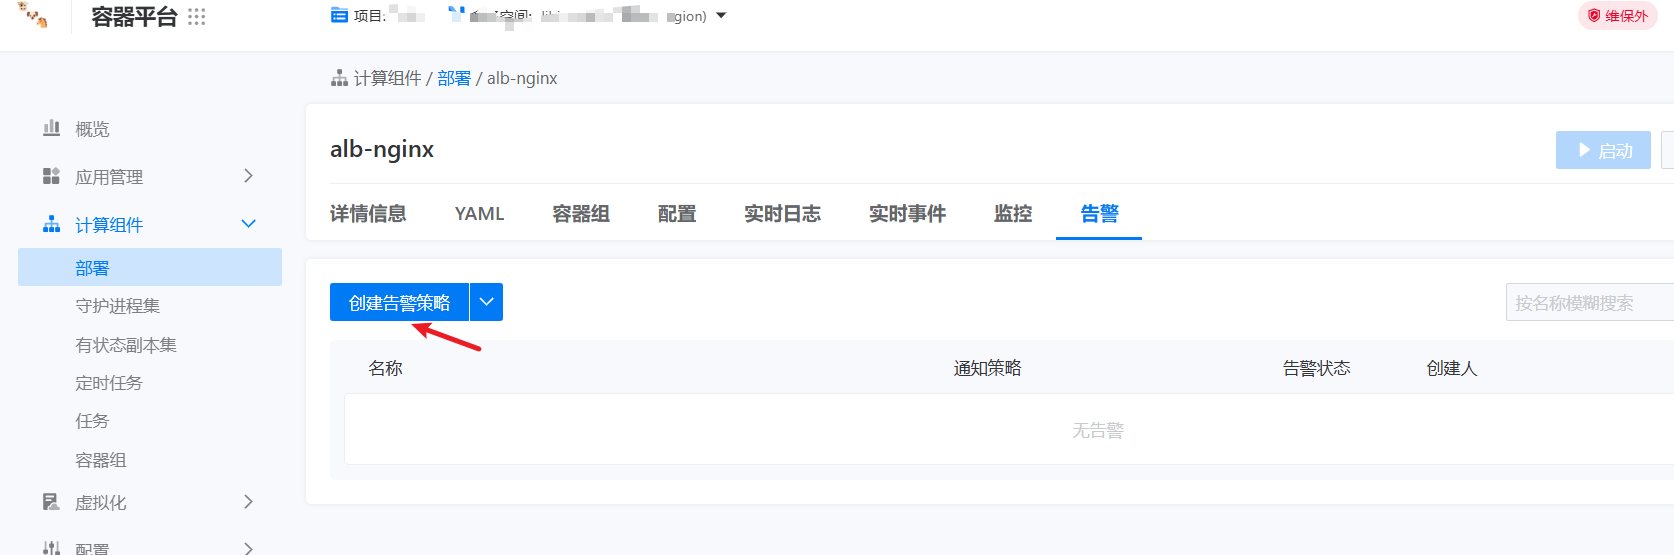 容器平台
项目:
空间:
gion)
维保外
计算组件 / 部署 / alb-nginx
概览
应用管理
计算组件
部署
守护进程集
有状态副本集
定时任务
任务
容器组
虚拟化
配置
alb-nginx
启动
详情信息 YAML 容器组 配置 实时日志 实时事件 监控 告警
创建告警策略
按名称模糊搜索
名称 通知策略 告警状态 创建人
无告警